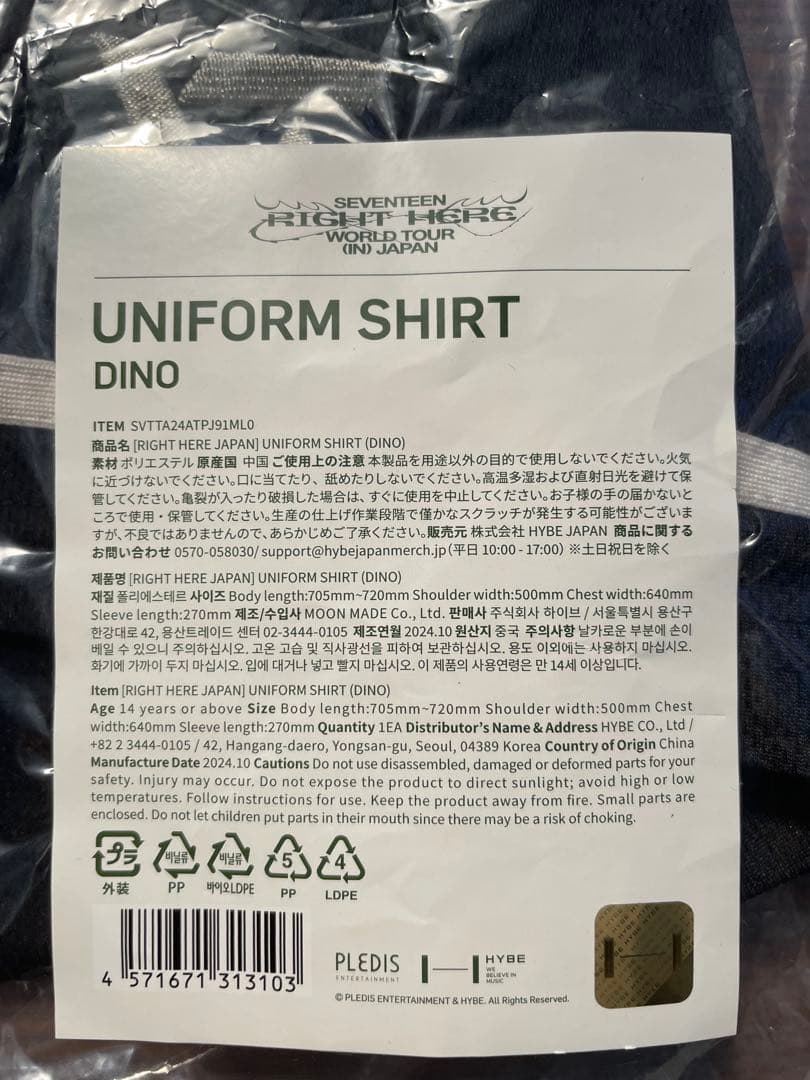 SEVENTEEN
RIGHT HERE
WORLD TOUR
(IN) JAPAN
UNIFORM SHIRT
DINO
ITEM SVTTA24ATPJ91ML0
商品名 [RIGHT HERE JAPAN] UNIFORM SHIRT (DINO)
素材 ポリエステル 原産国 中国 ご使用上の注意 本製品を用途以外の目的で使用しないでください。火気
に近づけないでください。口に当てたり、舐めたりしないでください。高温多湿および直射日光を避けて保
管してください。亀裂が入ったり破損した場合は、すぐに使用を中止してください。お子様の手の届かないと
ころで使用・保管してください。生産の仕上げ作業段階で僅かなスクラッチが発生する可能性がございま
すが、不良ではありませんので、あらかじめご了承ください。販売元 株式会社 HYBE JAPAN 商品に関する
お問い合わせ 0570-058030/ support@hybejapanmerch.jp (平日 10:00 - 17:00) ※土日祝日を除く
제품명 [RIGHT HERE JAPAN] UNIFORM SHIRT (DINO)
재질 폴리에스테르 사이즈 Body length:705mm~720mm Shoulder width:500mm Chest width:640mm
Sleeve length:270mm 제조/수입사 MOON MADE Co., Ltd. 판매사 주식회사 하이브 / 서울특별시 용산구
한강대로 42, 용산트레이드 센터 02-3444-0105 제조연월 2024.10 원산지 중국 주의사항 날카로운 부분에 손이
베일 수 있으니 주의하십시오. 고온 고습 및 직사광선을 피하여 보관하십시오. 용도 이외에는 사용하지 마십시오.
화기에 가까이 두지 마십시오. 입에 대거나 넣고 빨지 마십시오. 이 제품의 사용연령은 만 14세 이상입니다.
Item [RIGHT HERE JAPAN] UNIFORM SHIRT (DINO)
Age 14 years or above Size Body length:705mm~720mm Shoulder width:500mm Chest
width:640mm Sleeve length:270mm Quantity 1EA Distributor's Name & Address HYBE CO., Ltd /
+82 2 3444-0105 / 42, Hangang-daero, Yongsan-gu, Seoul, 04389 Korea Country of Origin China
Manufacture Date 2024.10 Cautions Do not use disassembled, damaged or deformed parts for your
safety. Injury may occur. Do not expose the product to direct sunlight; avoid high or low
temperatures. Follow instructions for use. Keep the product away from fire. Small parts are
enclosed. Do not let children put parts in their mouth since there may be a risk of choking.
プラ 비닐류 비닐류 5 4
外装 PP 바이오LDPE PP LDPE
4 571671 313103
PLEDIS
ENTERTAINMENT
HYBE
WE
BELIEVE IN
MUSIC
© PLEDIS ENTERTAINMENT & HYBE. All Rights Reserved.